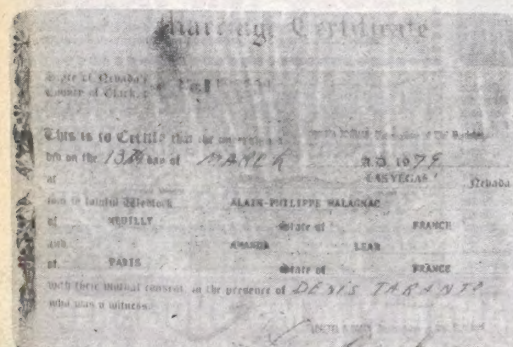 Marriage Certificate
State of Nevada
County of Clark
No.
This is to Certify that the
did on the 13th day of MARCH A.D. 1979
at LAS VEGAS, Nevada
join in lawful Wedlock ALAIN-PHILIPPE MALAGNAC
of NEUILLY State of FRANCE
and AMANDA LEAR
of PARIS State of FRANCE
with their mutual consent, in the presence of DENIS TARANTO
who was a witness.